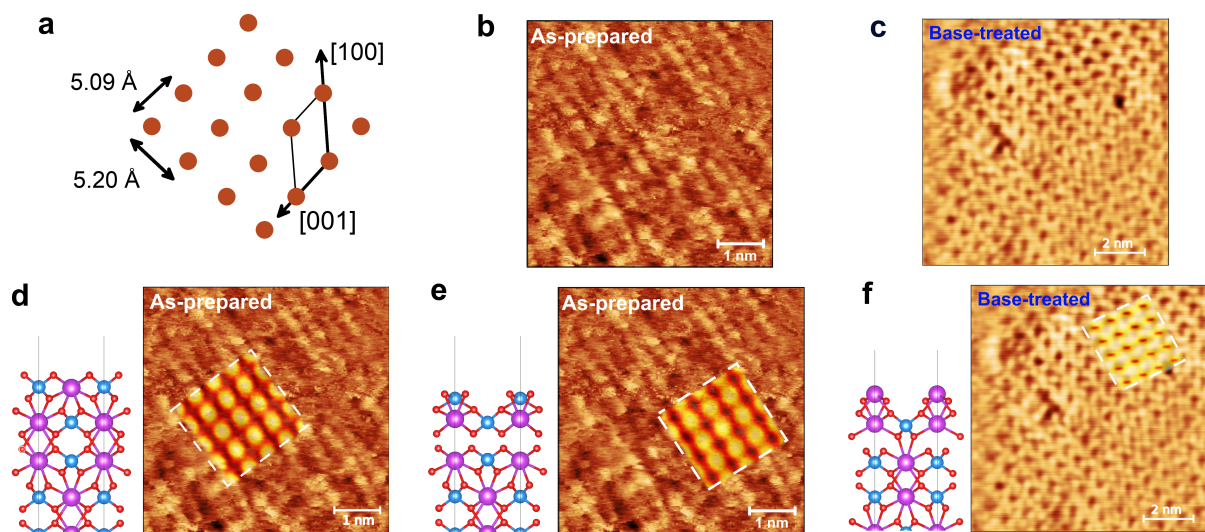 a
5.09 Å
5.20 Å
[100]
[001]
b
As-prepared
1 nm
c
Base-treated
2 nm
d
As-prepared
1 nm
e
As-prepared
1 nm
f
Base-treated
2 nm